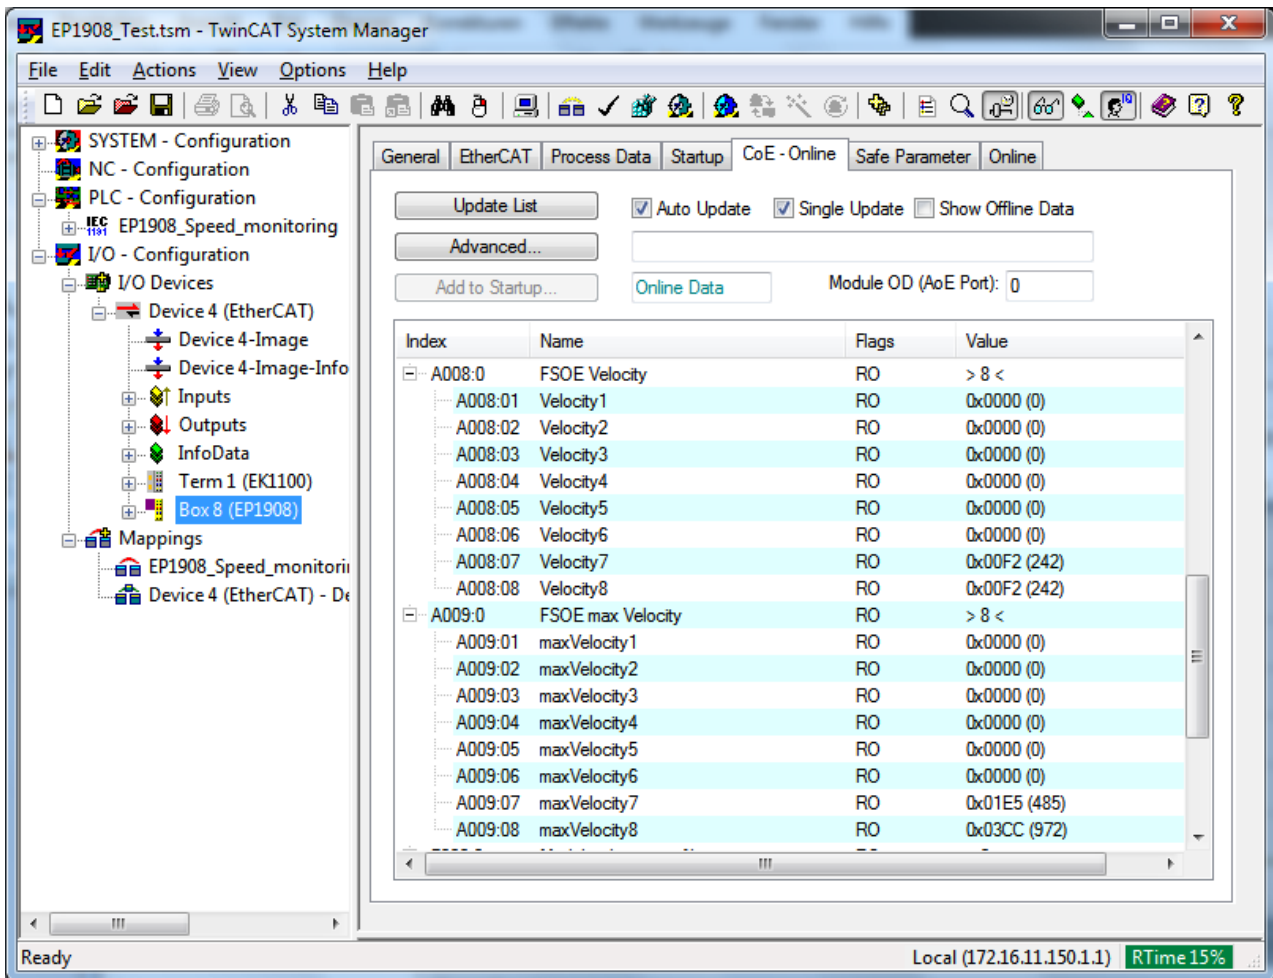 EP1908_Test.tsm - TwinCAT System Manager
File Edit Actions View Options Help
SYSTEM - Configuration
NC - Configuration
PLC - Configuration
IEC 1131 EP1908_Speed_monitoring
I/O - Configuration
I/O Devices
Device 4 (EtherCAT)
Device 4-Image
Device 4-Image-Info
Inputs
Outputs
InfoData
Term 1 (EK1100)
Box 8 (EP1908)
Mappings
EP1908_Speed_monitorin
Device 4 (EtherCAT) - De
General EtherCAT Process Data Startup CoE - Online Safe Parameter Online
Update List Auto Update Single Update Show Offline Data
Advanced...
Add to Startup... Online Data Module OD (AoE Port): 0
Index Name Flags Value
A008:0 FSOE Velocity RO > 8 <
A008:01 Velocity1 RO 0x0000 (0)
A008:02 Velocity2 RO 0x0000 (0)
A008:03 Velocity3 RO 0x0000 (0)
A008:04 Velocity4 RO 0x0000 (0)
A008:05 Velocity5 RO 0x0000 (0)
A008:06 Velocity6 RO 0x0000 (0)
A008:07 Velocity7 RO 0x00F2 (242)
A008:08 Velocity8 RO 0x00F2 (242)
A009:0 FSOE max Velocity RO > 8 <
A009:01 maxVelocity1 RO 0x0000 (0)
A009:02 maxVelocity2 RO 0x0000 (0)
A009:03 maxVelocity3 RO 0x0000 (0)
A009:04 maxVelocity4 RO 0x0000 (0)
A009:05 maxVelocity5 RO 0x0000 (0)
A009:06 maxVelocity6 RO 0x0000 (0)
A009:07 maxVelocity7 RO 0x01E5 (485)
A009:08 maxVelocity8 RO 0x03CC (972)
Ready Local (172.16.11.150.1.1) RTime 15%